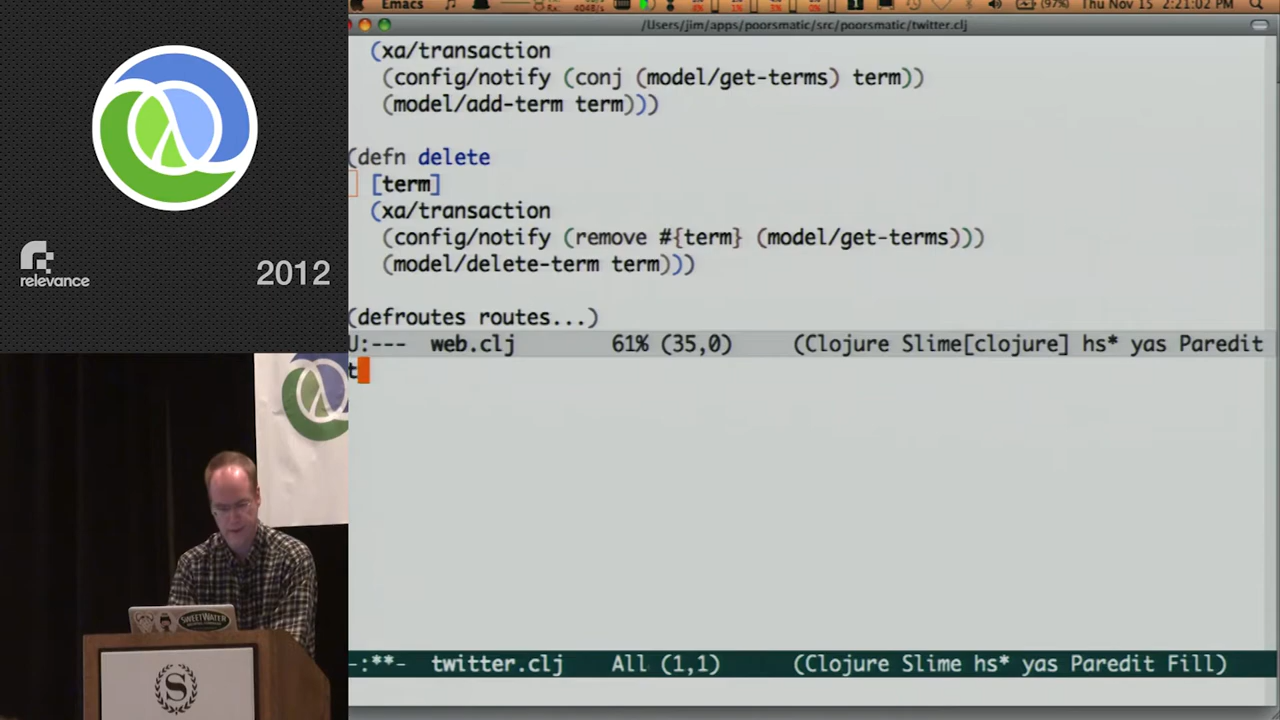 Emacs
404B/s
(97%)
Thu Nov 15 2:21:02 PM
/Users/jim/apps/poorsmatic/src/poorsmatic/twitter.clj
(xa/transaction
(config/notify (conj (model/get-terms) term))
(model/add-term term)))
(defn delete
[term]
(xa/transaction
(config/notify (remove #{term} (model/get-terms)))
(model/delete-term term)))
(defroutes routes...)
U:--- web.clj 61% (35,0) (Clojure Slime[clojure] hs* yas Paredit
t
-:**- twitter.clj All (1,1) (Clojure Slime hs* yas Paredit Fill)
relevance
2012
SWEETWATER
S